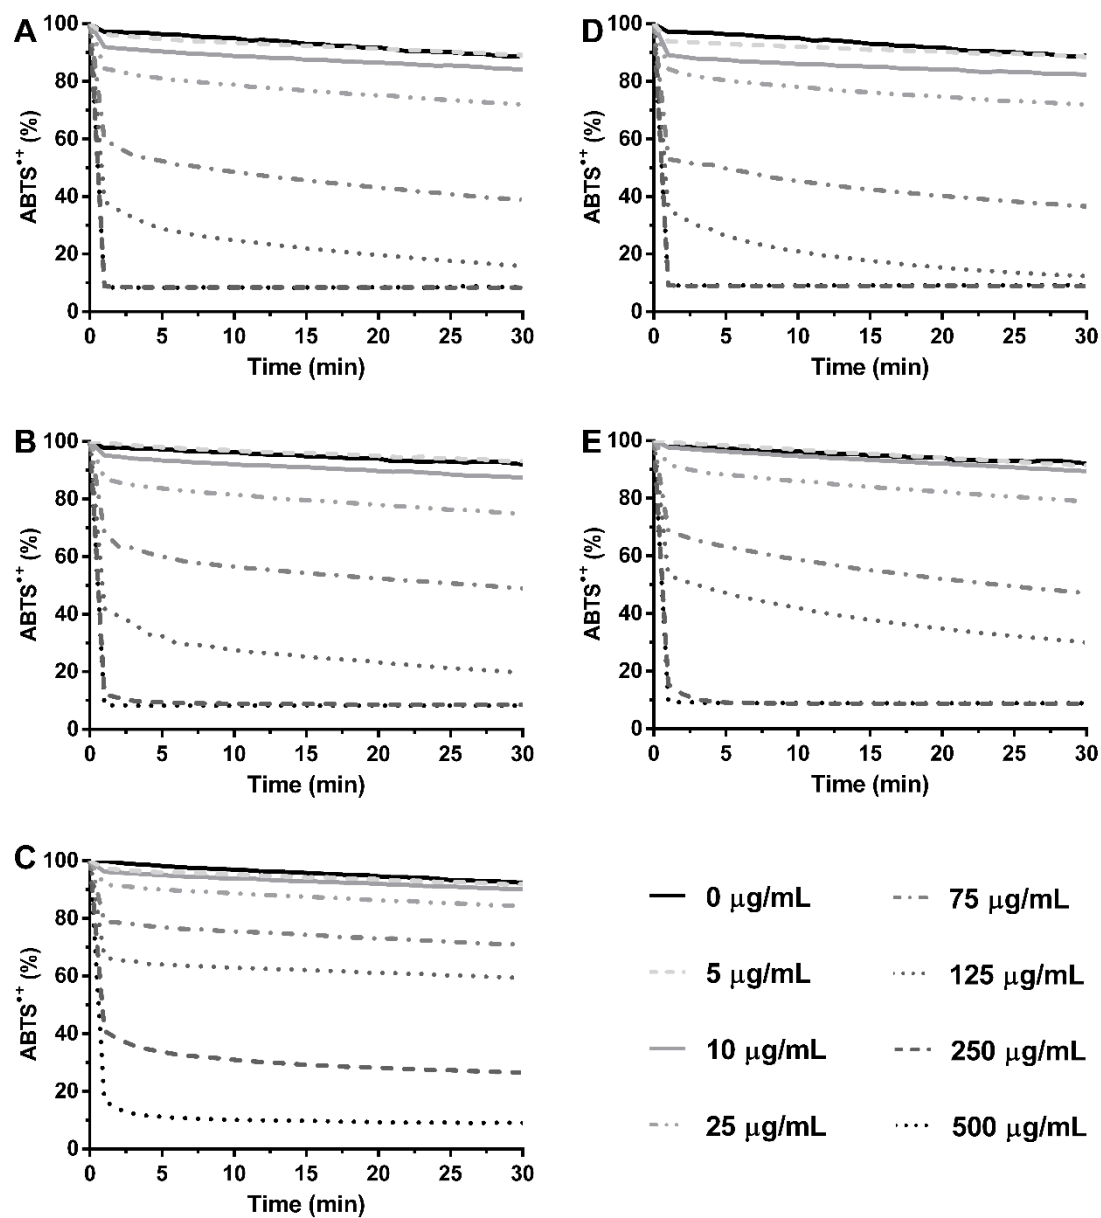 A
ABTS•+ (%)
100
80
60
40
20
0
0 5 10 15 20 25 30
Time (min)
D
ABTS•+ (%)
100
80
60
40
20
0
0 5 10 15 20 25 30
Time (min)
B
ABTS•+ (%)
100
80
60
40
20
0
0 5 10 15 20 25 30
Time (min)
E
ABTS•+ (%)
100
80
60
40
20
0
0 5 10 15 20 25 30
Time (min)
C
ABTS•+ (%)
100
80
60
40
20
0
0 5 10 15 20 25 30
Time (min)
0 µg/mL
5 µg/mL
10 µg/mL
25 µg/mL
75 µg/mL
125 µg/mL
250 µg/mL
500 µg/mL